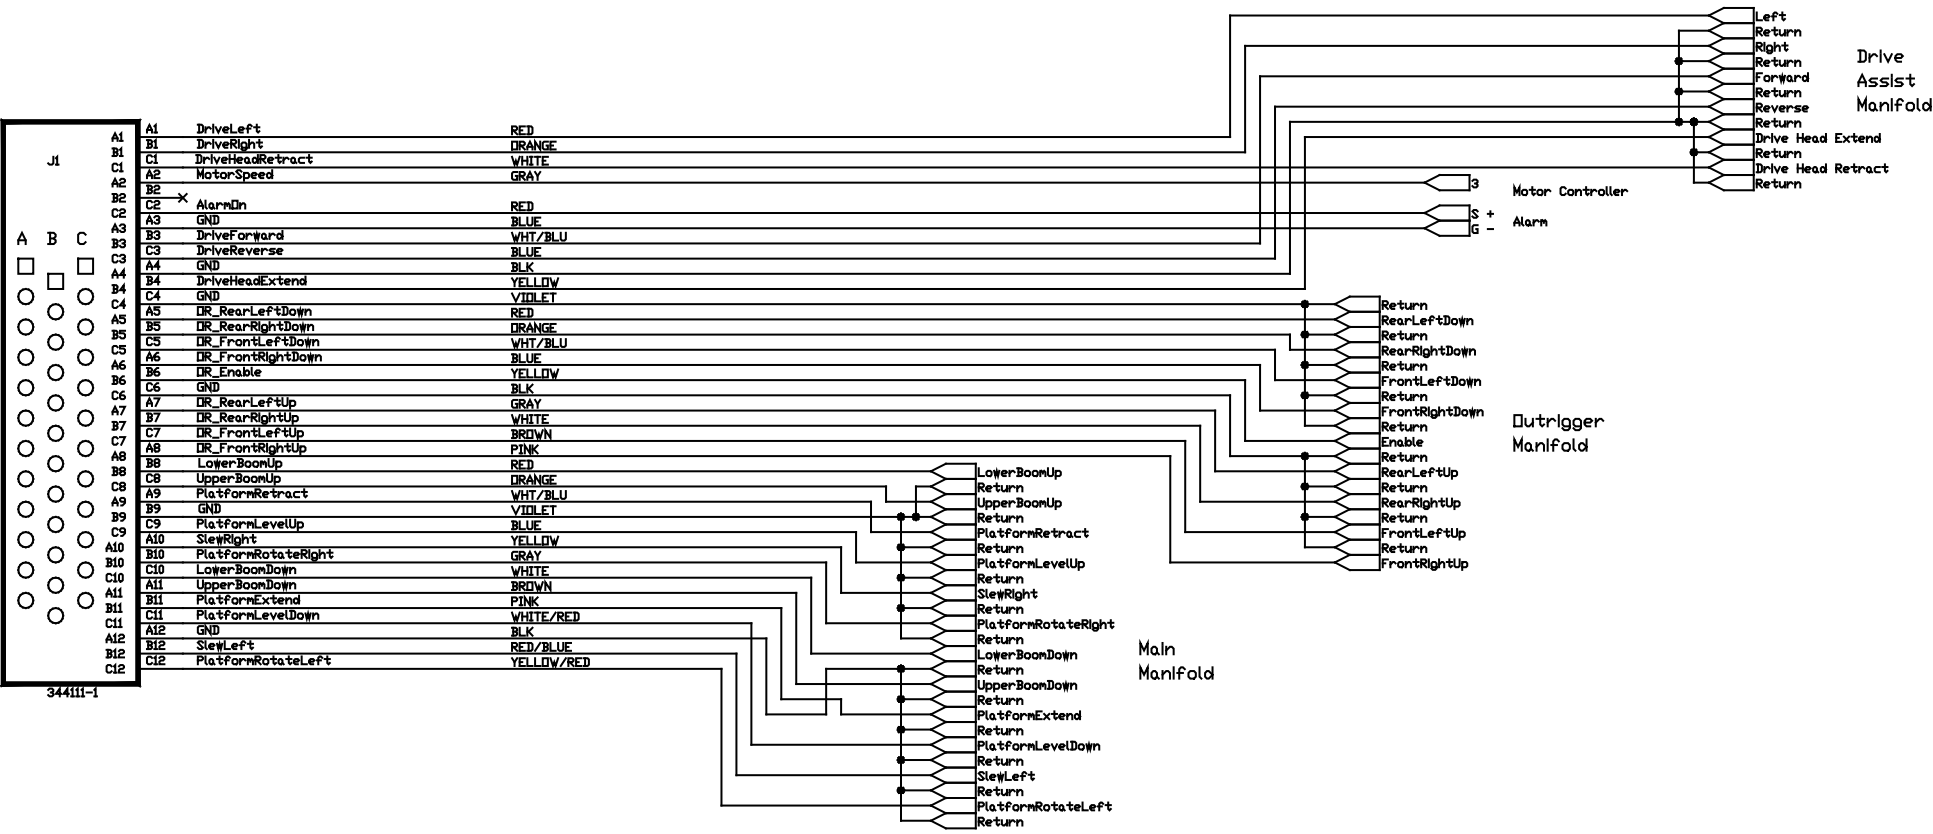 J1
A B C
344111-1
A1 A1 DriveLeft RED
B1 B1 DriveRight ORANGE
C1 C1 DriveHeadRetract WHITE
A2 A2 MotorSpeed GRAY
B2 B2
C2 C2 AlarmOn RED
A3 A3 GND BLUE
B3 B3 DriveForward WHT/BLU
C3 C3 DriveReverse BLUE
A4 A4 GND BLK
B4 B4 DriveHeadExtend YELLOW
C4 C4 GND VIOLET
A5 A5 OR_RearLeftDown RED
B5 B5 OR_RearRightDown ORANGE
C5 C5 OR_FrontLeftDown WHT/BLU
A6 A6 OR_FrontRightDown BLUE
B6 B6 OR_Enable YELLOW
C6 C6 GND BLK
A7 A7 OR_RearLeftUp GRAY
B7 B7 OR_RearRightUp WHITE
C7 C7 OR_FrontLeftUp BROWN
A8 A8 OR_FrontRightUp PINK
B8 B8 LowerBoomUp RED
C8 C8 UpperBoomUp ORANGE
A9 A9 PlatformRetract WHT/BLU
B9 B9 GND VIOLET
C9 C9 PlatformLevelUp BLUE
A10 A10 SlewRight YELLOW
B10 B10 PlatformRotateRight GRAY
C10 C10 LowerBoomDown WHITE
A11 A11 UpperBoomDown BROWN
B11 B11 PlatformExtend PINK
C11 C11 PlatformLevelDown WHITE/RED
A12 A12 GND BLK
B12 B12 SlewLeft RED/BLUE
C12 C12 PlatformRotateLeft YELLOW/RED
Left
Return
Right
Return
Forward
Return
Reverse
Return
Drive Head Extend
Return
Drive Head Retract
Return
Drive
Assist
Manifold
3
Motor Controller
S +
G -
Alarm
Return
RearLeftDown
Return
RearRightDown
Return
FrontLeftDown
Return
FrontRightDown
Return
Enable
Return
RearLeftUp
Return
RearRightUp
Return
FrontLeftUp
Return
FrontRightUp
Outrigger
Manifold
LowerBoomUp
Return
UpperBoomUp
Return
PlatformRetract
Return
PlatformLevelUp
Return
SlewRight
Return
PlatformRotateRight
Return
LowerBoomDown
Return
UpperBoomDown
Return
PlatformExtend
Return
PlatformLevelDown
Return
SlewLeft
Return
PlatformRotateLeft
Return
Main
Manifold